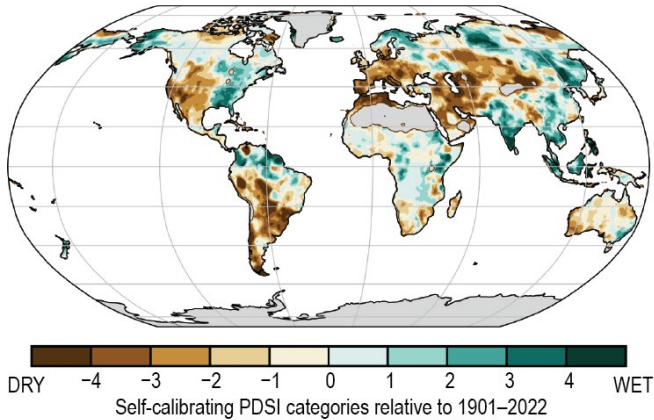 DRY −4 −3 −2 −1 0 1 2 3 4 WET
Self-calibrating PDSI categories relative to 1901–2022